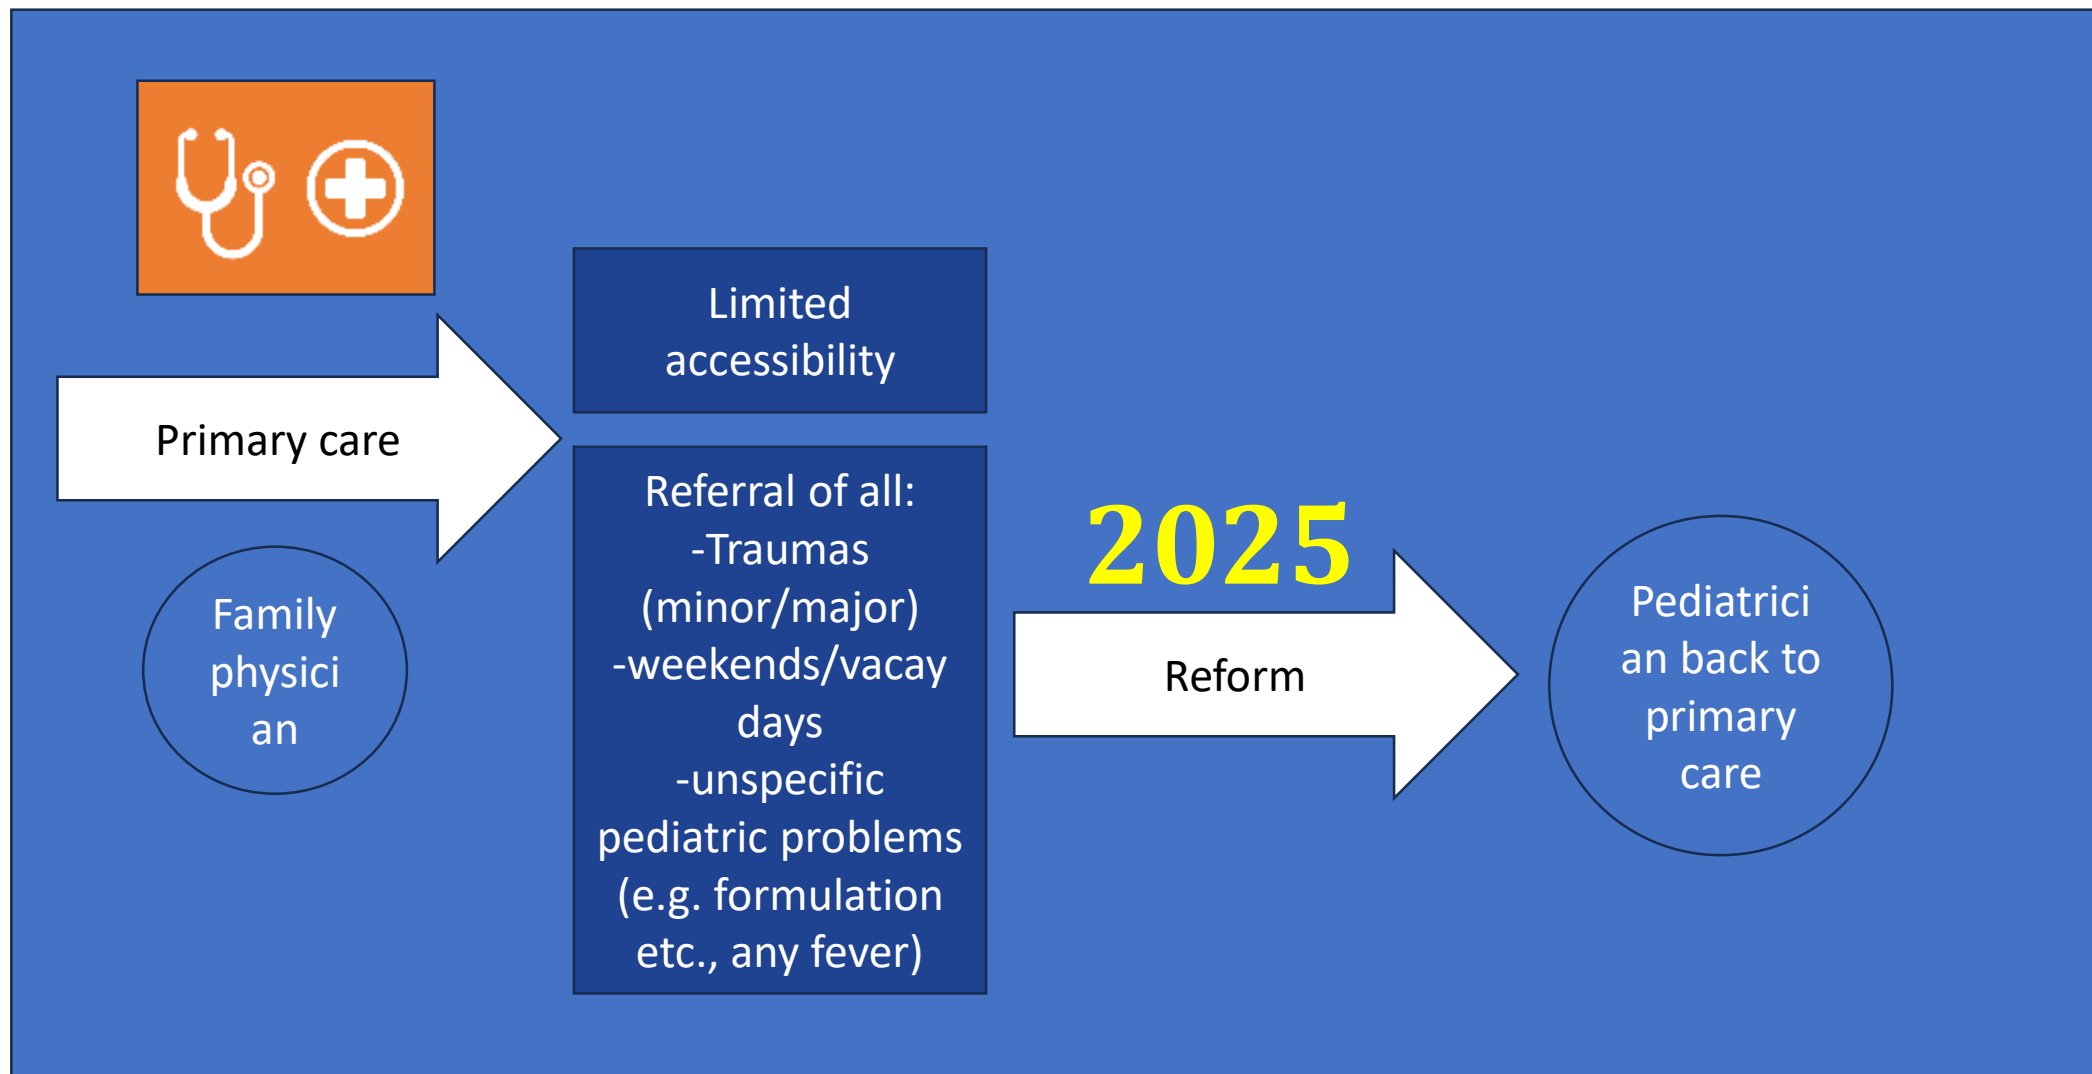 Limited
accessibility
Primary care
Family
physici
an
Referral of all:
-Traumas
(minor/major)
-weekends/vacay
days
-unspecific
pediatric problems
(e.g. formulation
etc., any fever)
2025
Reform
Pediatrici
an back to
primary
care